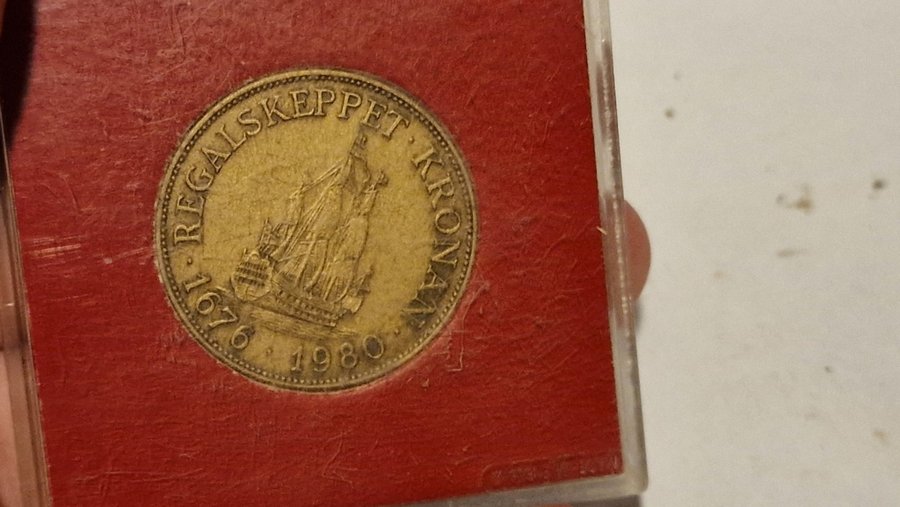 · REGALSKEPPET · KRONAN ·
1676 · 1980